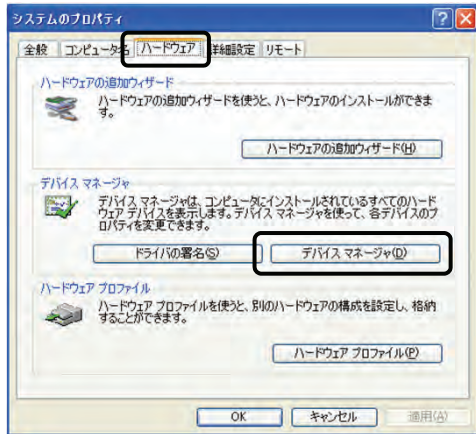 システムのプロパティ
全般 コンピュータ名 ハードウェア 詳細設定 リモート
ハードウェアの追加ウィザード
ハードウェアの追加ウィザードを使うと、ハードウェアのインストールができま
す。
ハードウェアの追加ウィザード(H)
デバイス マネージャ
デバイス マネージャは、コンピュータにインストールされているすべてのハード
ウェア デバイスを表示します。デバイス マネージャを使って、各デバイスのプ
ロパティを変更できます。
ドライバの署名(S) デバイス マネージャ(D)
ハードウェア プロファイル
ハードウェア プロファイルを使うと、別のハードウェアの構成を設定し、格納
することができます。
ハードウェア プロファイル(P)
OK キャンセル 適用(A)